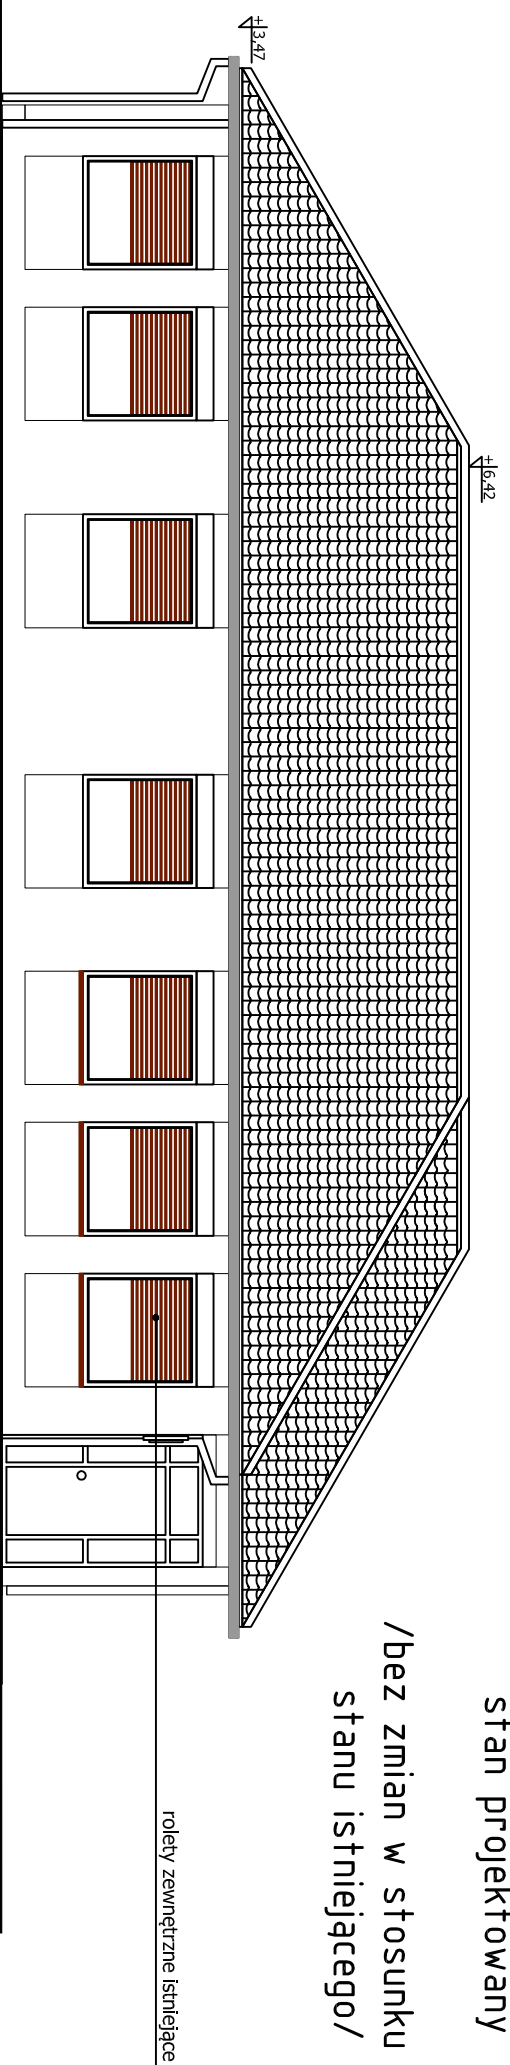 stan projektowany
/bez zmian w stosunku
stanu istniejącego/
+6,42
+3,47
rolety zewnętrzne istniejące